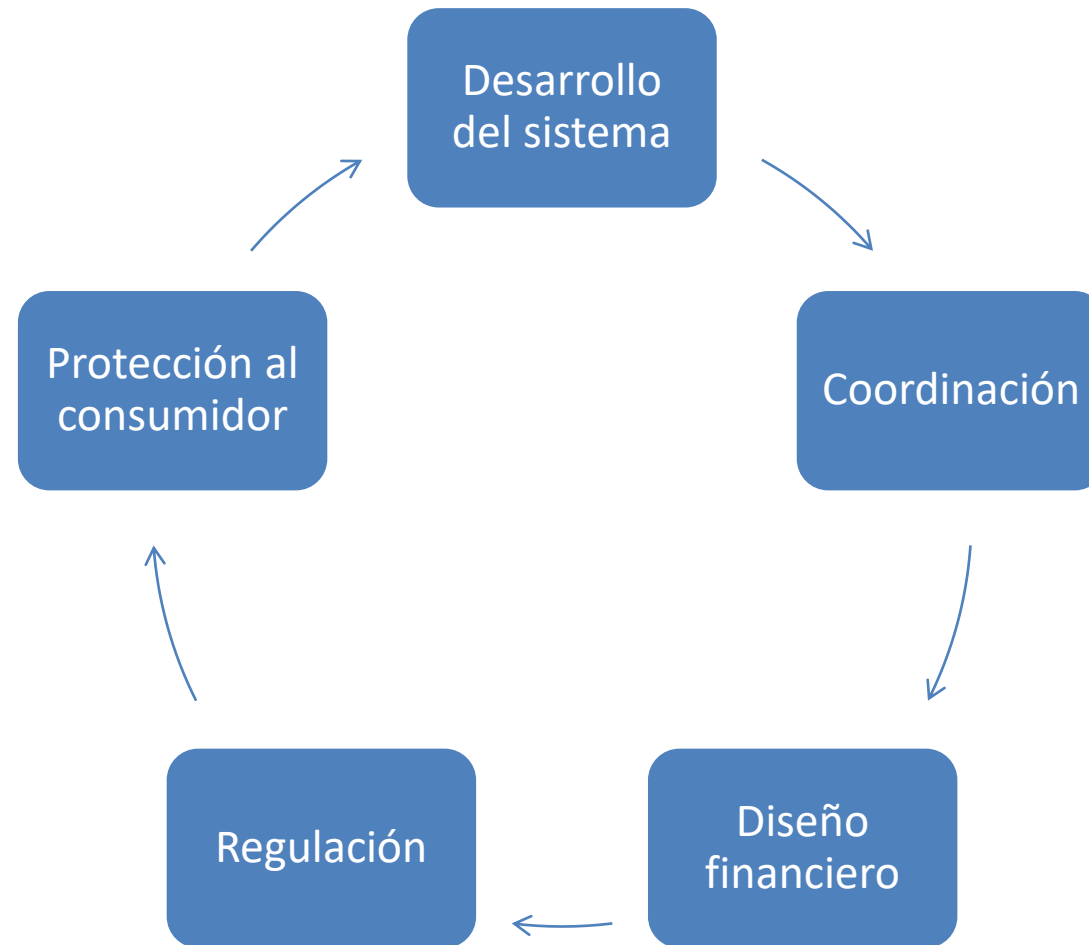 Desarrollo
del sistema
Coordinación
Diseño
financiero
Regulación
Protección al
consumidor